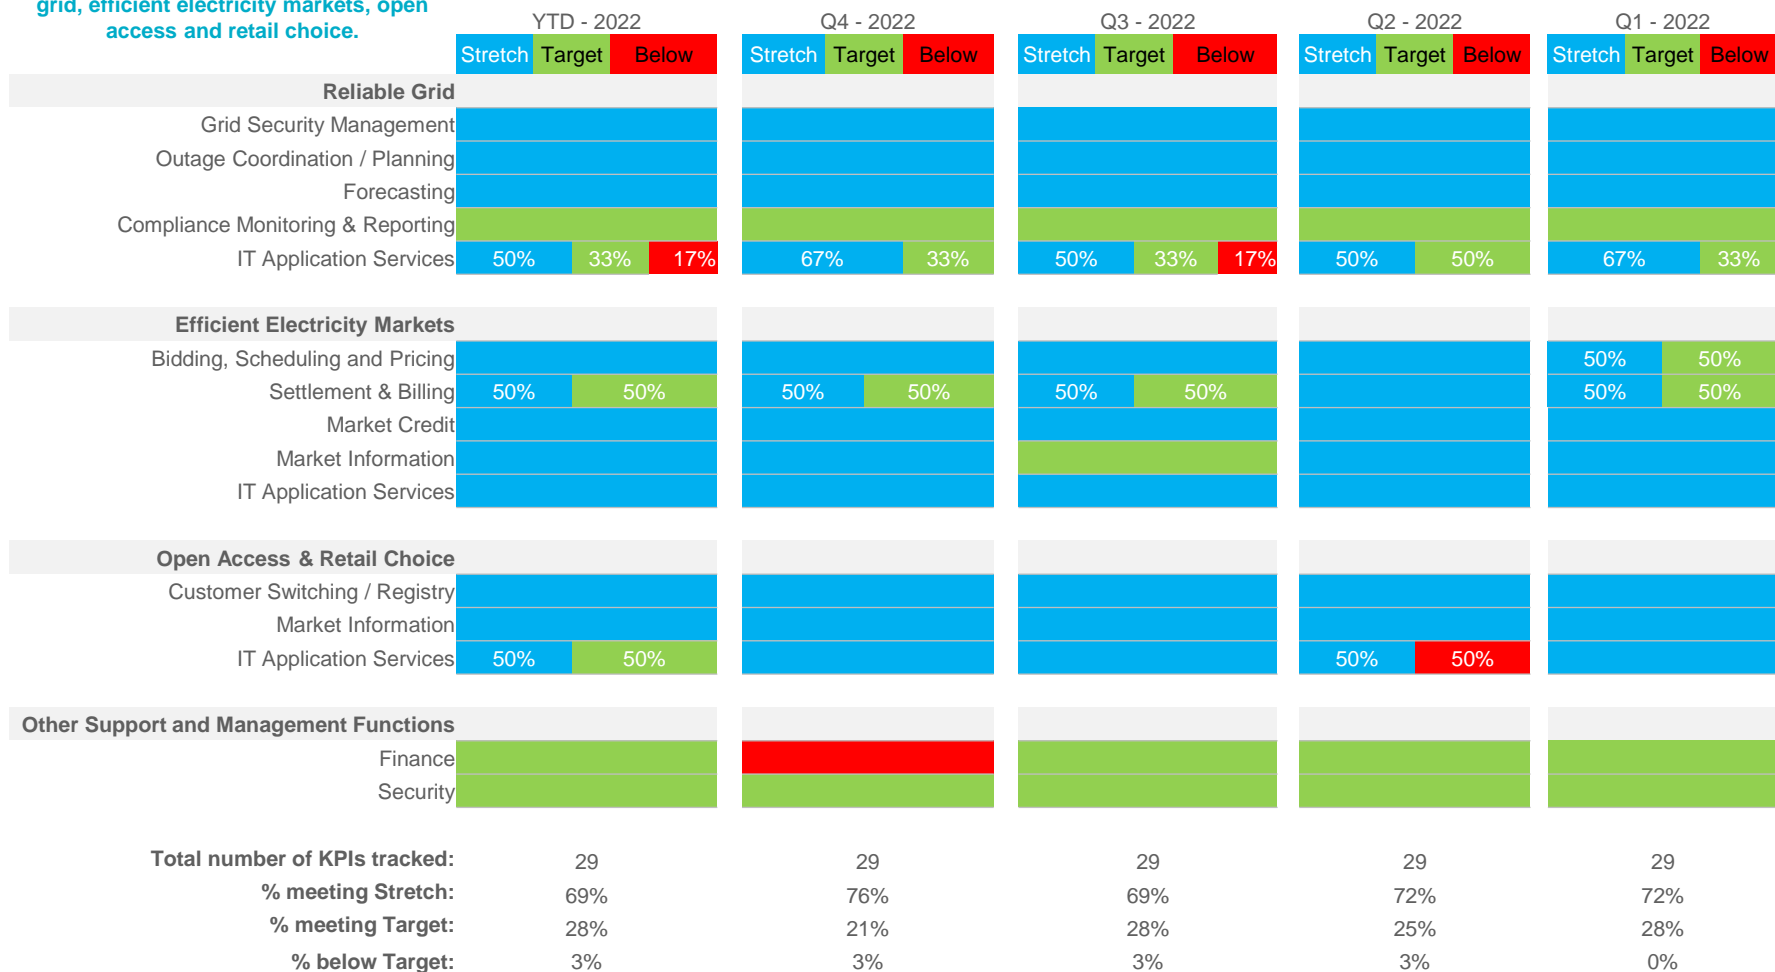 grid, efficient electricity markets, open
access and retail choice.
YTD - 2022 Q4 - 2022 Q3 - 2022 Q2 - 2022 Q1 - 2022
Stretch Target Below Stretch Target Below Stretch Target Below Stretch Target Below Stretch Target Below
Reliable Grid
Grid Security Management
Outage Coordination / Planning
Forecasting
Compliance Monitoring & Reporting
IT Application Services 50% 33% 17% 67% 33% 50% 33% 17% 50% 50% 67% 33%
Efficient Electricity Markets
Bidding, Scheduling and Pricing 50% 50%
Settlement & Billing 50% 50% 50% 50% 50% 50% 50% 50%
Market Credit
Market Information
IT Application Services
Open Access & Retail Choice
Customer Switching / Registry
Market Information
IT Application Services 50% 50% 50% 50%
Other Support and Management Functions
Finance
Security
Total number of KPIs tracked: 29 29 29 29 29
% meeting Stretch: 69% 76% 69% 72% 72%
% meeting Target: 28% 21% 28% 25% 28%
% below Target: 3% 3% 3% 3% 0%